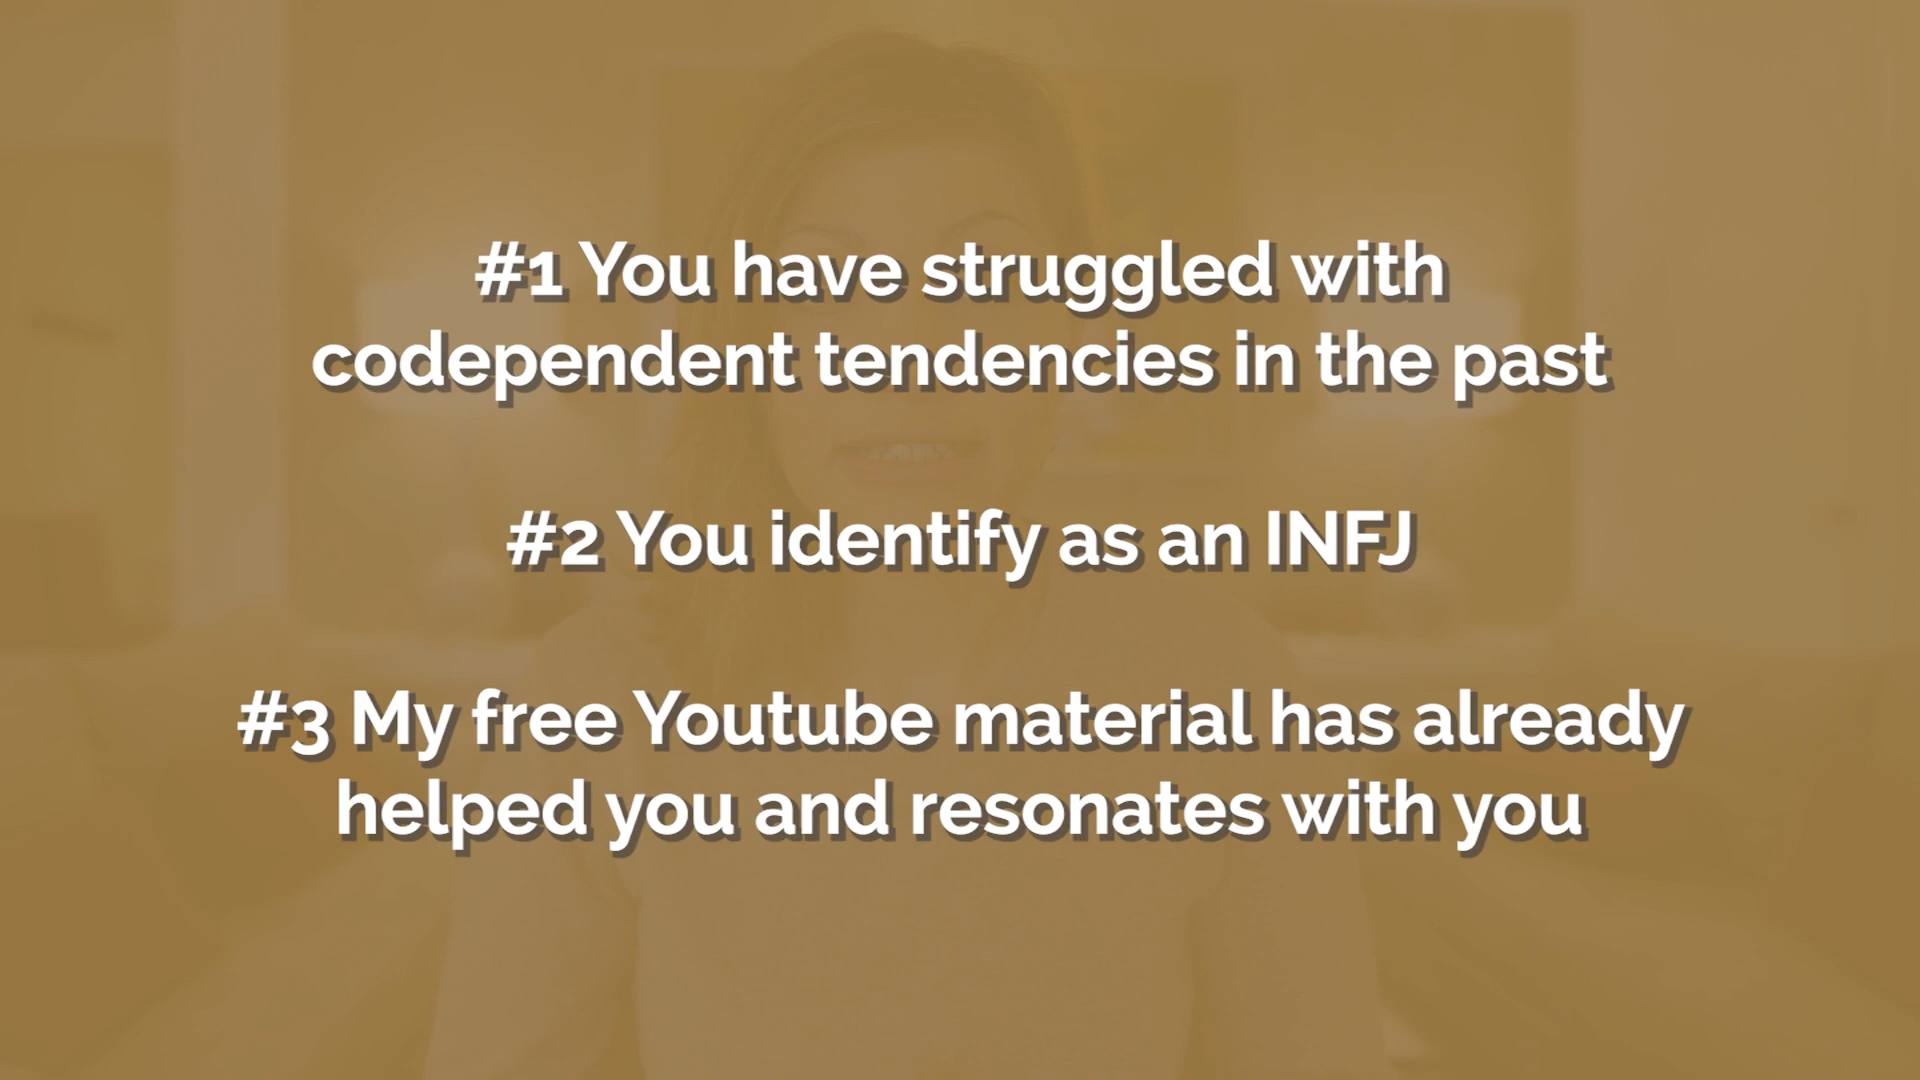 #1 You have struggled with
codependent tendencies in the past
#2 You identify as an INFJ
#3 My free Youtube material has already
helped you and resonates with you